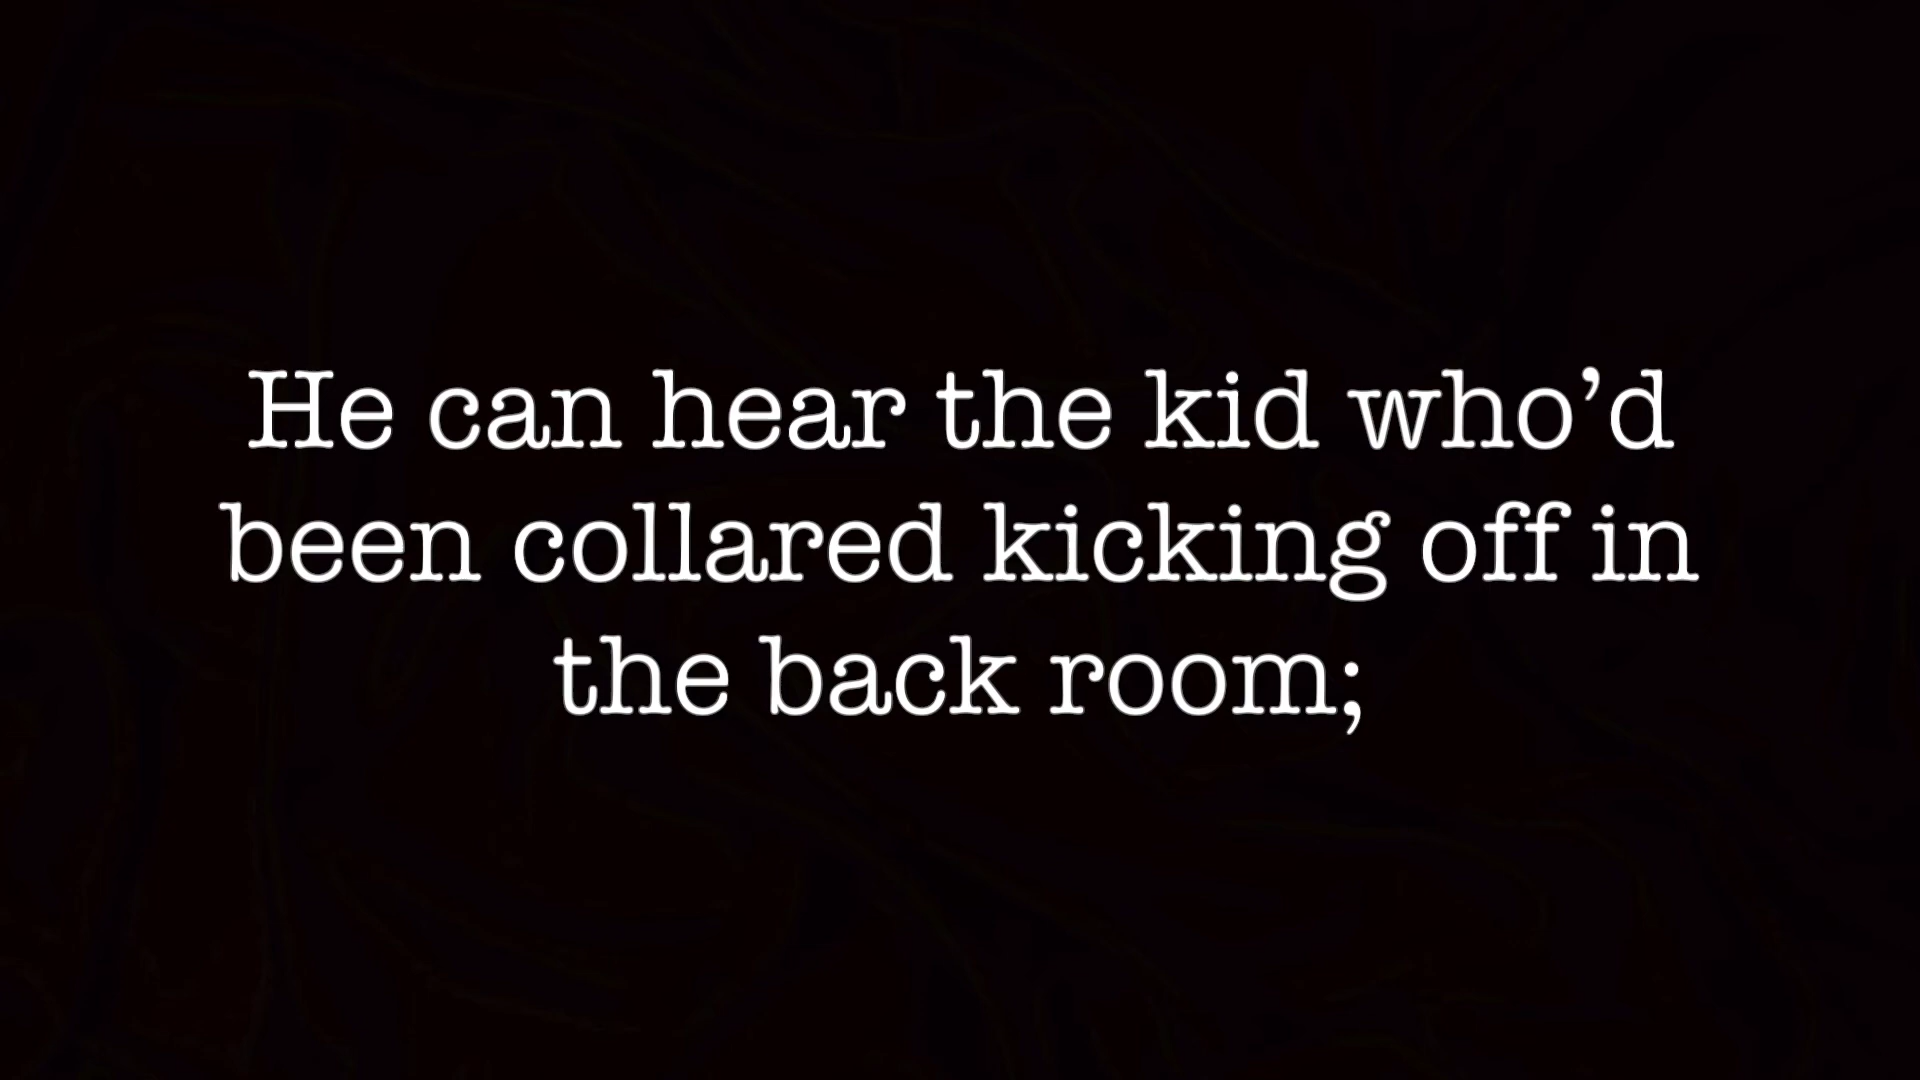 He can hear the kid who’d
been collared kicking off in
the back room;